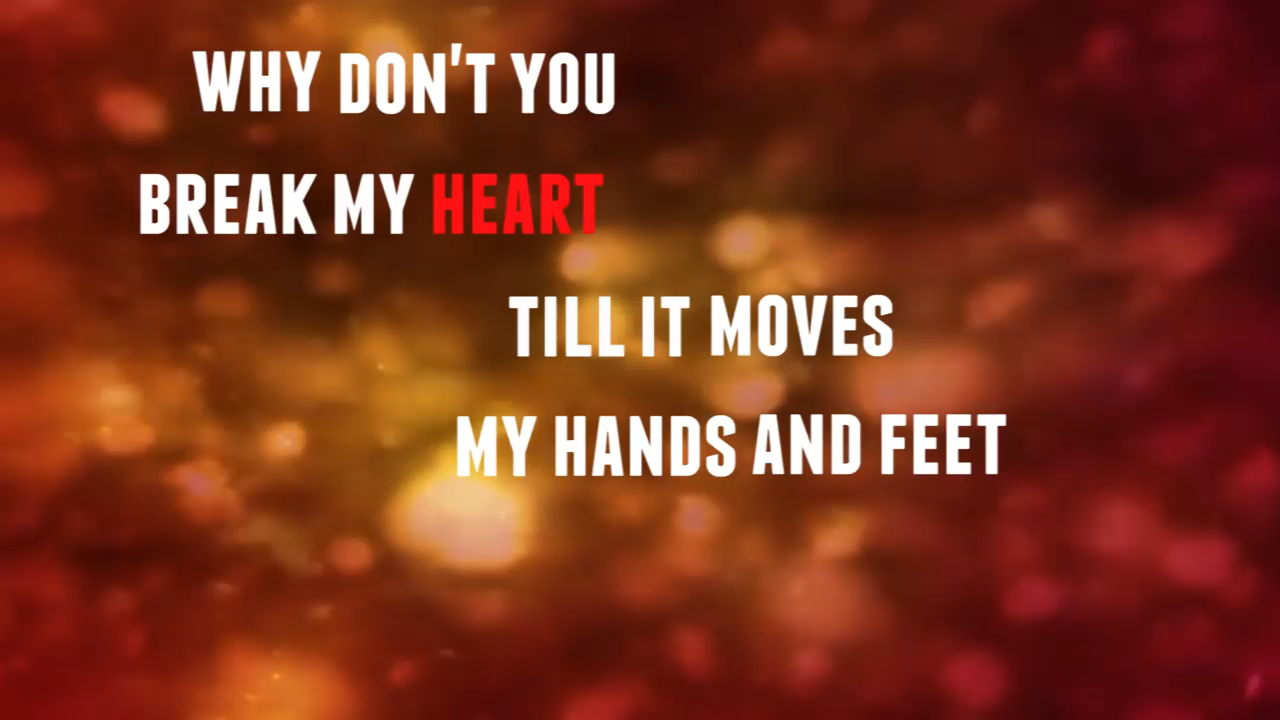 WHY DON'T YOU
BREAK MY HEART
TILL IT MOVES
MY HANDS AND FEET